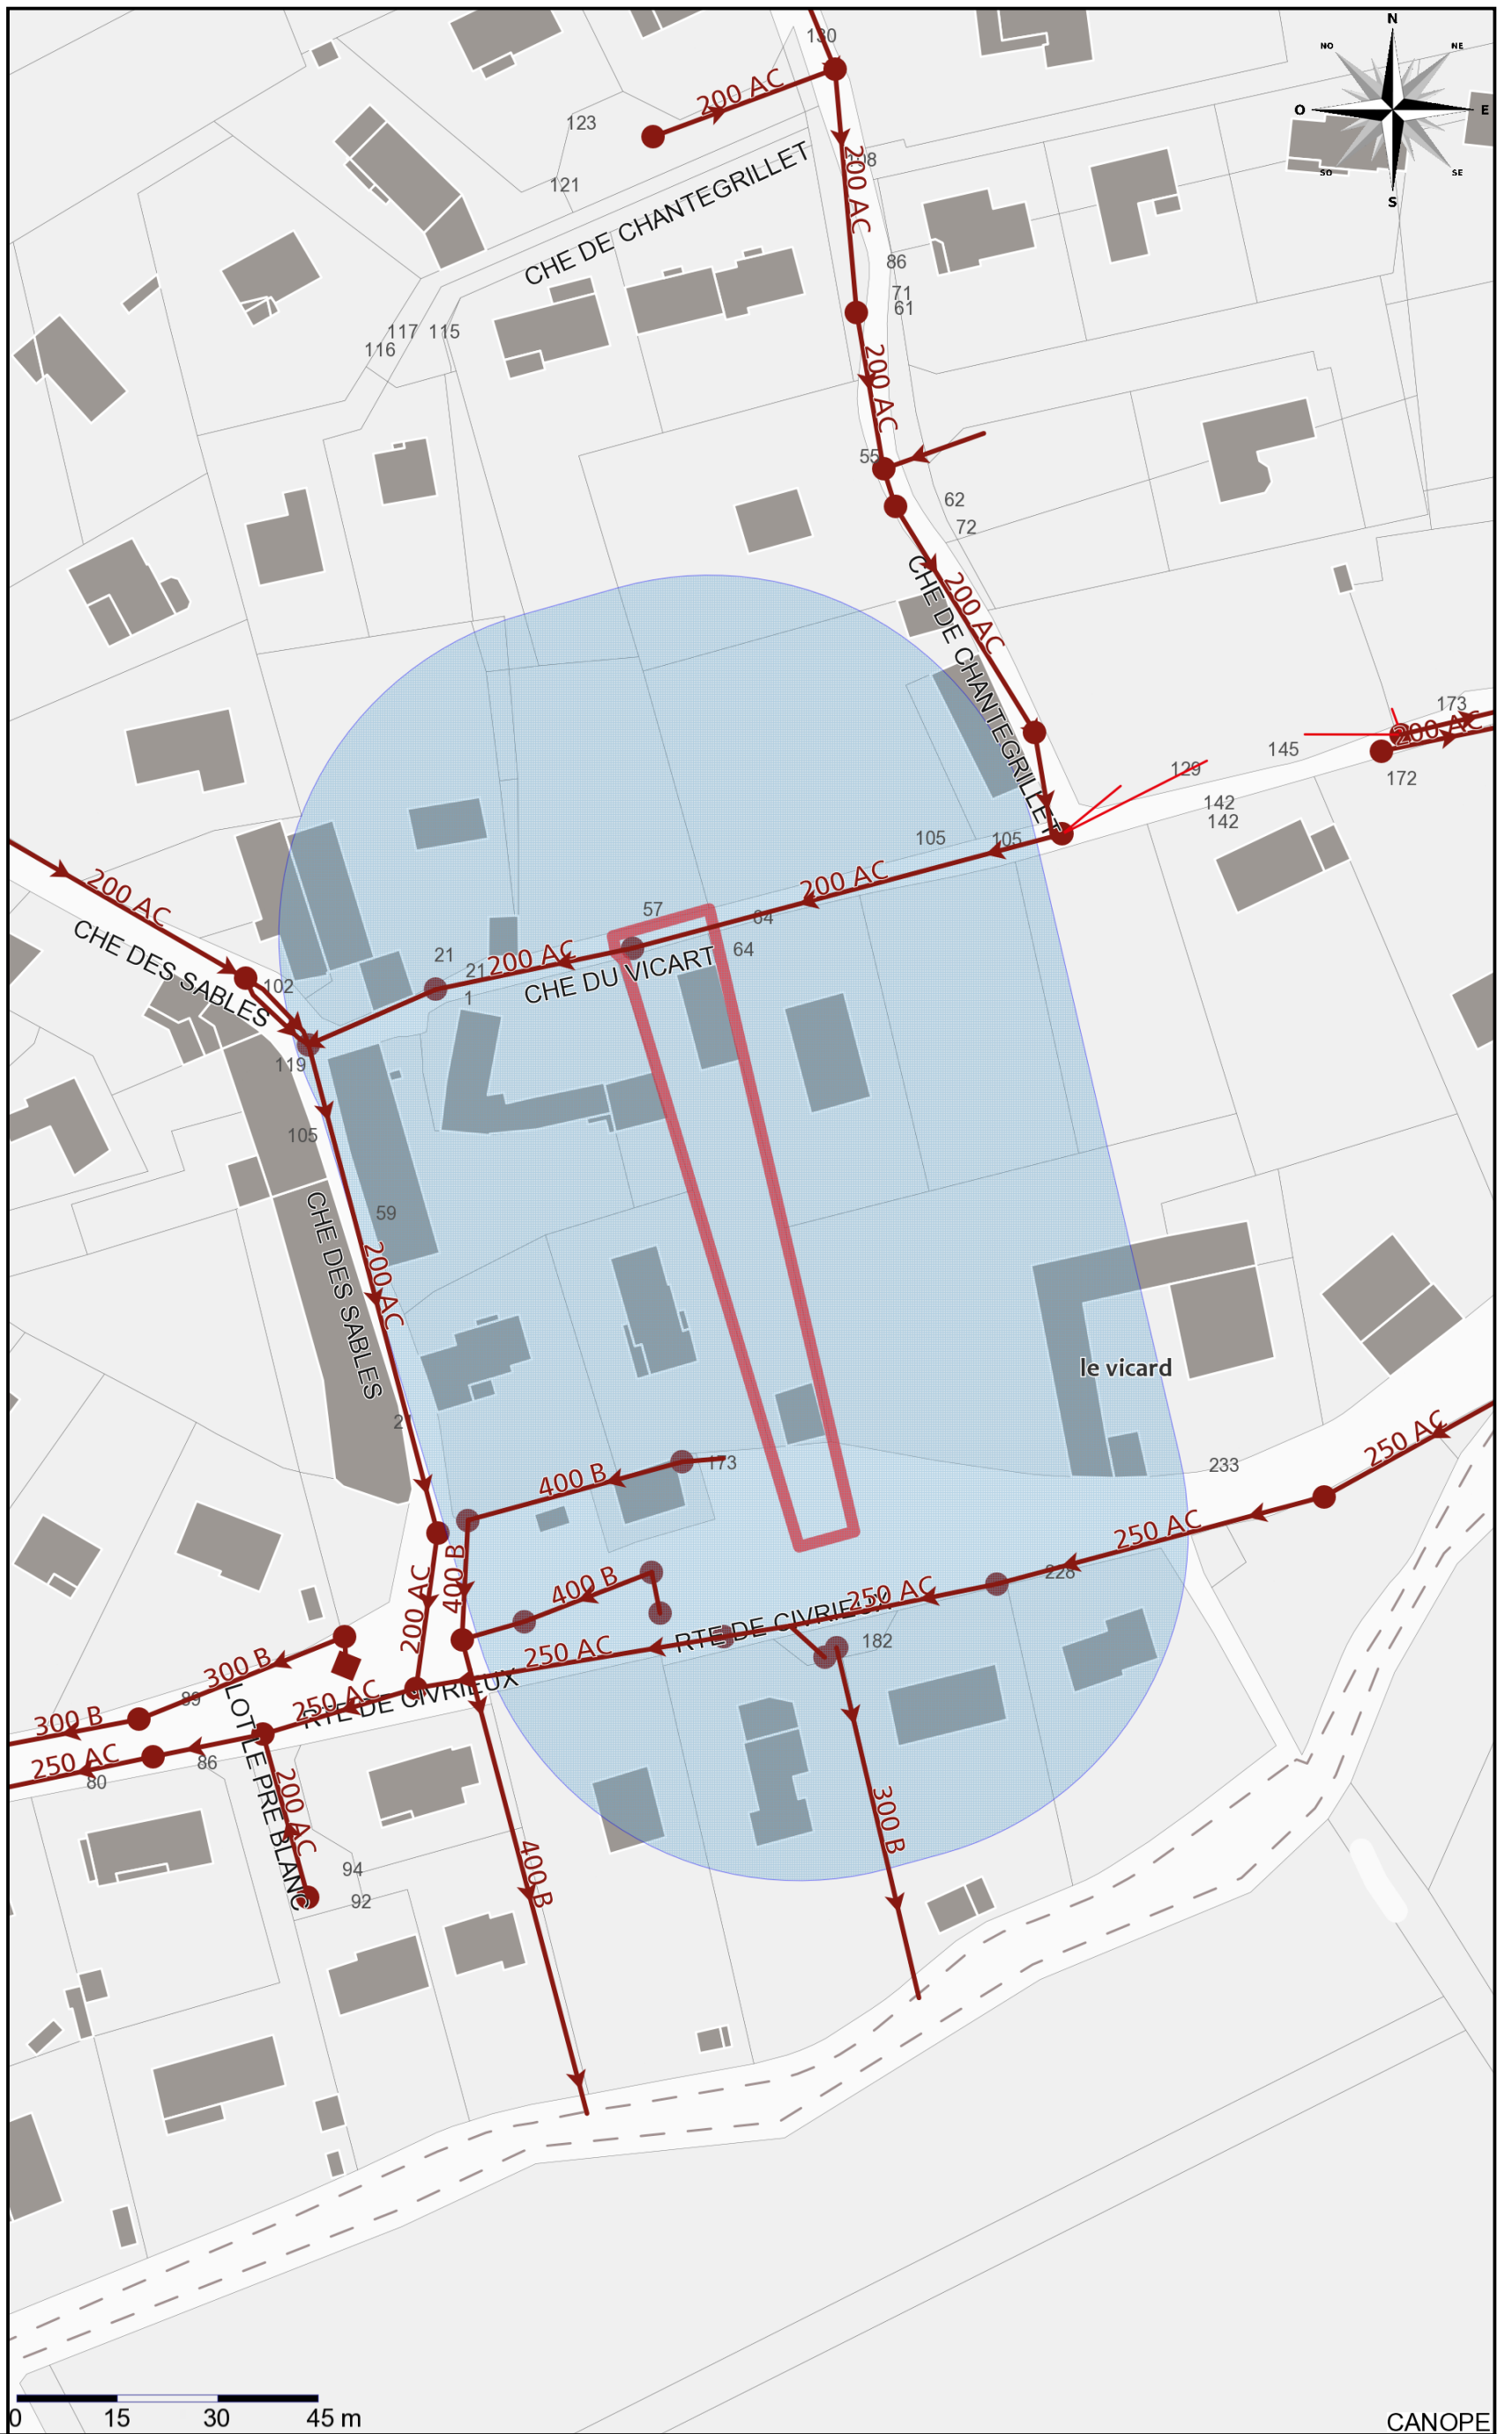 N
NO
NE
O
E
SO
SE
S
130
200 AC
123
121
CHE DE CHANTEGRILLET
200 AC
86
71
61
117
115
116
200 AC
55
62
72
CHE DE CHANTEGRILLET
200 AC
173
200 AC
145
129
172
142
142
105
105
200 AC
200 AC
57
84
64
21
21
200 AC
CHE DU VICART
1
CHE DES SABLES
102
119
105
59
CHE DES SABLES
200 AC
le vicard
173
233
250 AC
400 B
250 AC
228
400 B
200 AC
400 B
250 AC
RTE DE CIVRIEUX
182
250 AC
300 B
89
250 AC
RTE DE CIVRIEUX
300 B
250 AC
80
86
LOT LE PRE BLANC
200 AC
94
92
400 B
300 B
0 15 30 45 m
CANOPE